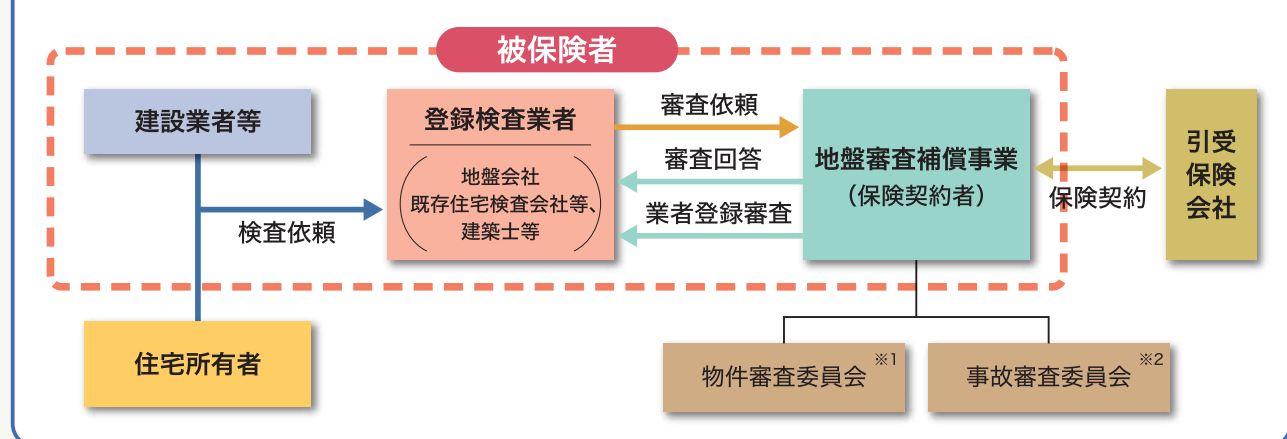 被保険者
建設業者等
検査依頼
住宅所有者
登録検査業者
地盤会社
既存住宅検査会社等、
建築士等
審査依頼
審査回答
業者登録審査
地盤審査補償事業
（保険契約者）
保険契約
引受
保険
会社
物件審査委員会※1
事故審査委員会※2